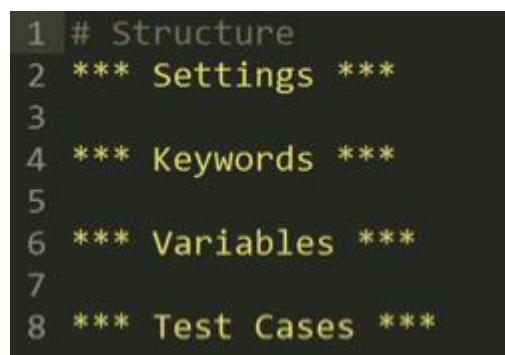 1 # Structure
2 *** Settings ***
3
4 *** Keywords ***
5
6 *** Variables ***
7
8 *** Test Cases ***